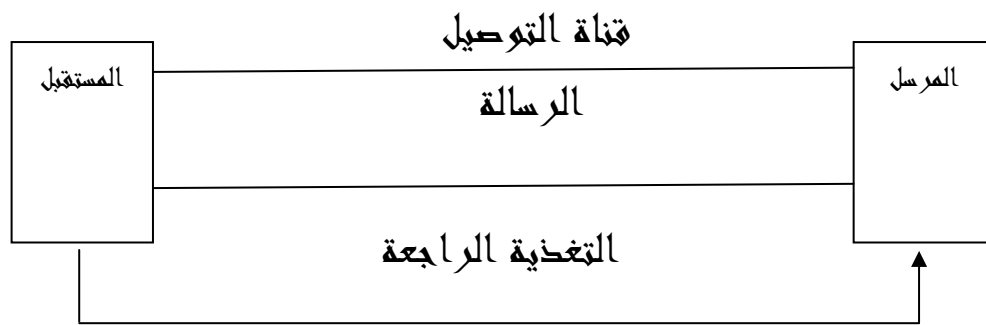 قناة التوصيل
المرسل
المستقبل
الرسالة
التغذية الراجعة